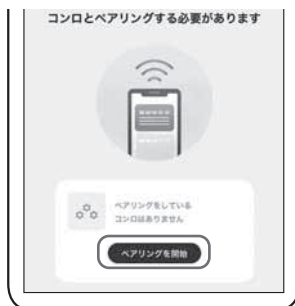 コンロとペアリングする必要があります
ペアリングをしている
コンロはありません
ペアリングを開始